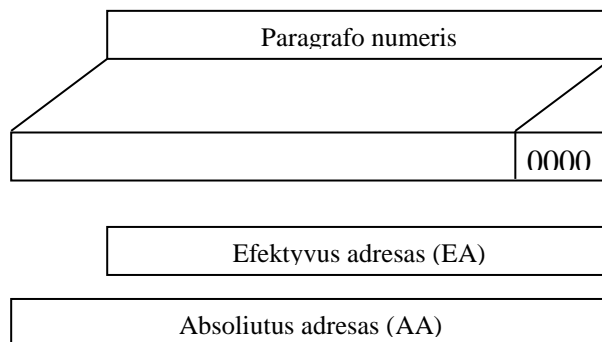 Paragrafo numeris
0000
Efektyvus adresas (EA)
Absoliutus adresas (AA)